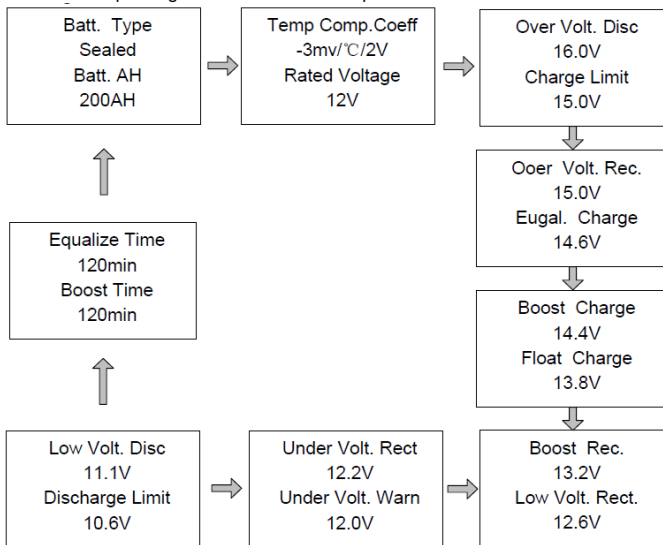 Batt. Type
Sealed
Batt. AH
200AH
Temp Comp.Coeff
-3mv/℃/2V
Rated Voltage
12V
Over Volt. Disc
16.0V
Charge Limit
15.0V
Ooer Volt. Rec.
15.0V
Eugal. Charge
14.6V
Equalize Time
120min
Boost Time
120min
Boost Charge
14.4V
Float Charge
13.8V
Low Volt. Disc
11.1V
Discharge Limit
10.6V
Under Volt. Rect
12.2V
Under Volt. Warn
12.0V
Boost Rec.
13.2V
Low Volt. Rect.
12.6V